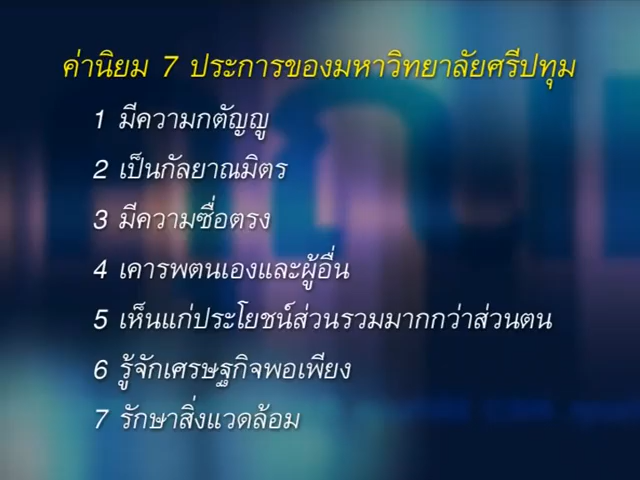 ค่านิยม 7 ประการของมหาวิทยาลัยศรีปทุม
1 มีความกตัญญู
2 เป็นกัลยาณมิตร
3 มีความซื่อตรง
4 เคารพตนเองและผู้อื่น
5 เห็นแก่ประโยชน์ส่วนรวมมากกว่าส่วนตน
6 รู้จักเศรษฐกิจพอเพียง
7 รักษาสิ่งแวดล้อม